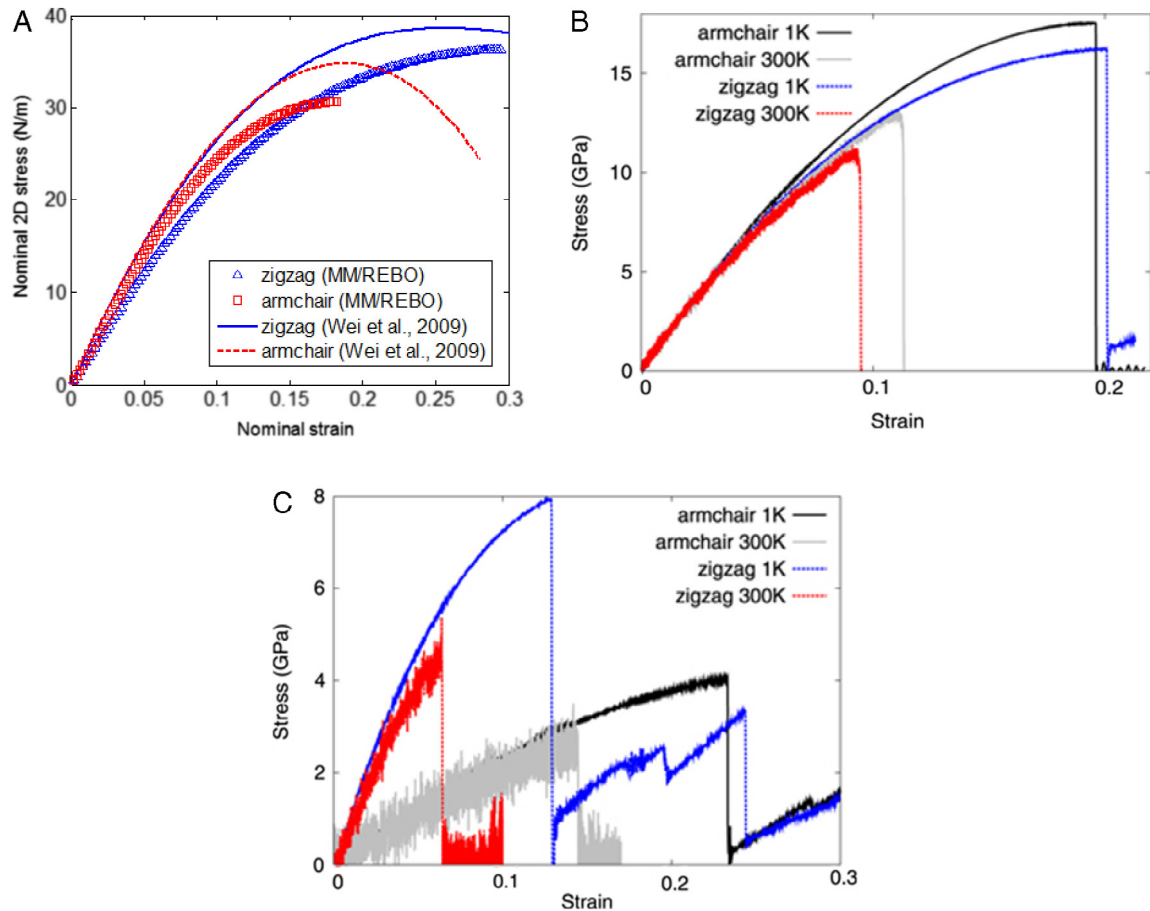 A
Nominal 2D stress (N/m)
40
30
20
10
0
0
0.05
0.1
0.15
0.2
0.25
0.3
Nominal strain
zigzag (MM/REBO)
armchair (MM/REBO)
zigzag (Wei et al., 2009)
armchair (Wei et al., 2009)
B
Stress (GPa)
15
10
5
0
0
0.1
0.2
Strain
armchair 1K
armchair 300K
zigzag 1K
zigzag 300K
C
Stress (GPa)
8
6
4
2
0
0
0.1
0.2
0.3
Strain
armchair 1K
armchair 300K
zigzag 1K
zigzag 300K